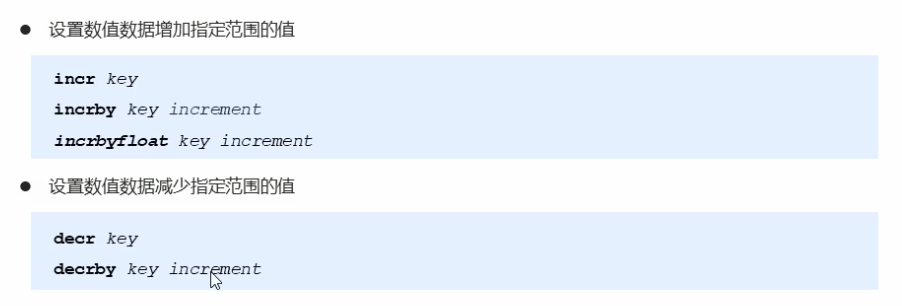 设置数值数据增加指定范围的值
incr key
incrby key increment
incrbyfloat key increment
设置数值数据减少指定范围的值
decr key
decrby key increment